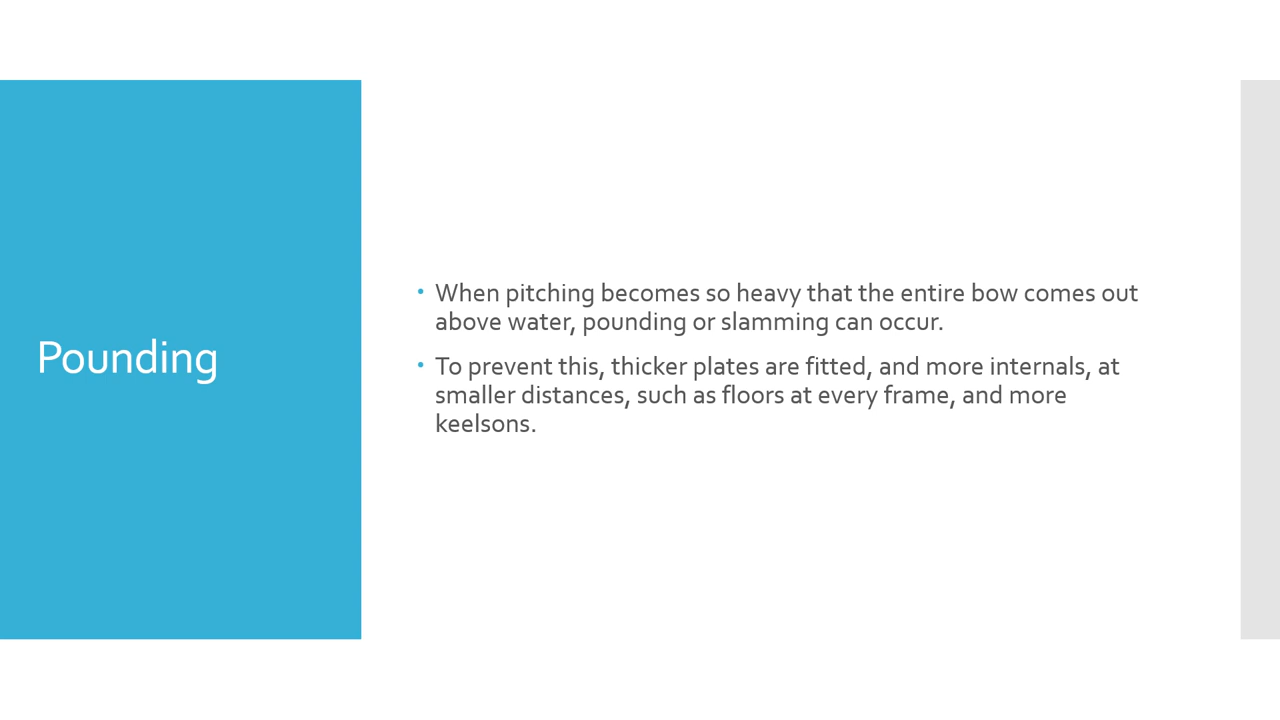 Pounding
• When pitching becomes so heavy that the entire bow comes out
above water, pounding or slamming can occur.
• To prevent this, thicker plates are fitted, and more internals, at
smaller distances, such as floors at every frame, and more
keelsons.